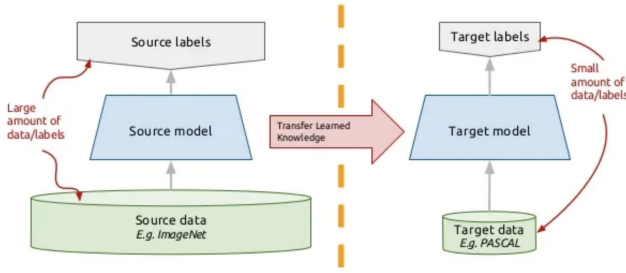 Source labels
Large
amount of
data/labels
Source model
Source data
E.g. ImageNet
Transfer Learned
Knowledge
Target labels
Small
amount of
data/labels
Target model
Target data
E.g. PASCAL